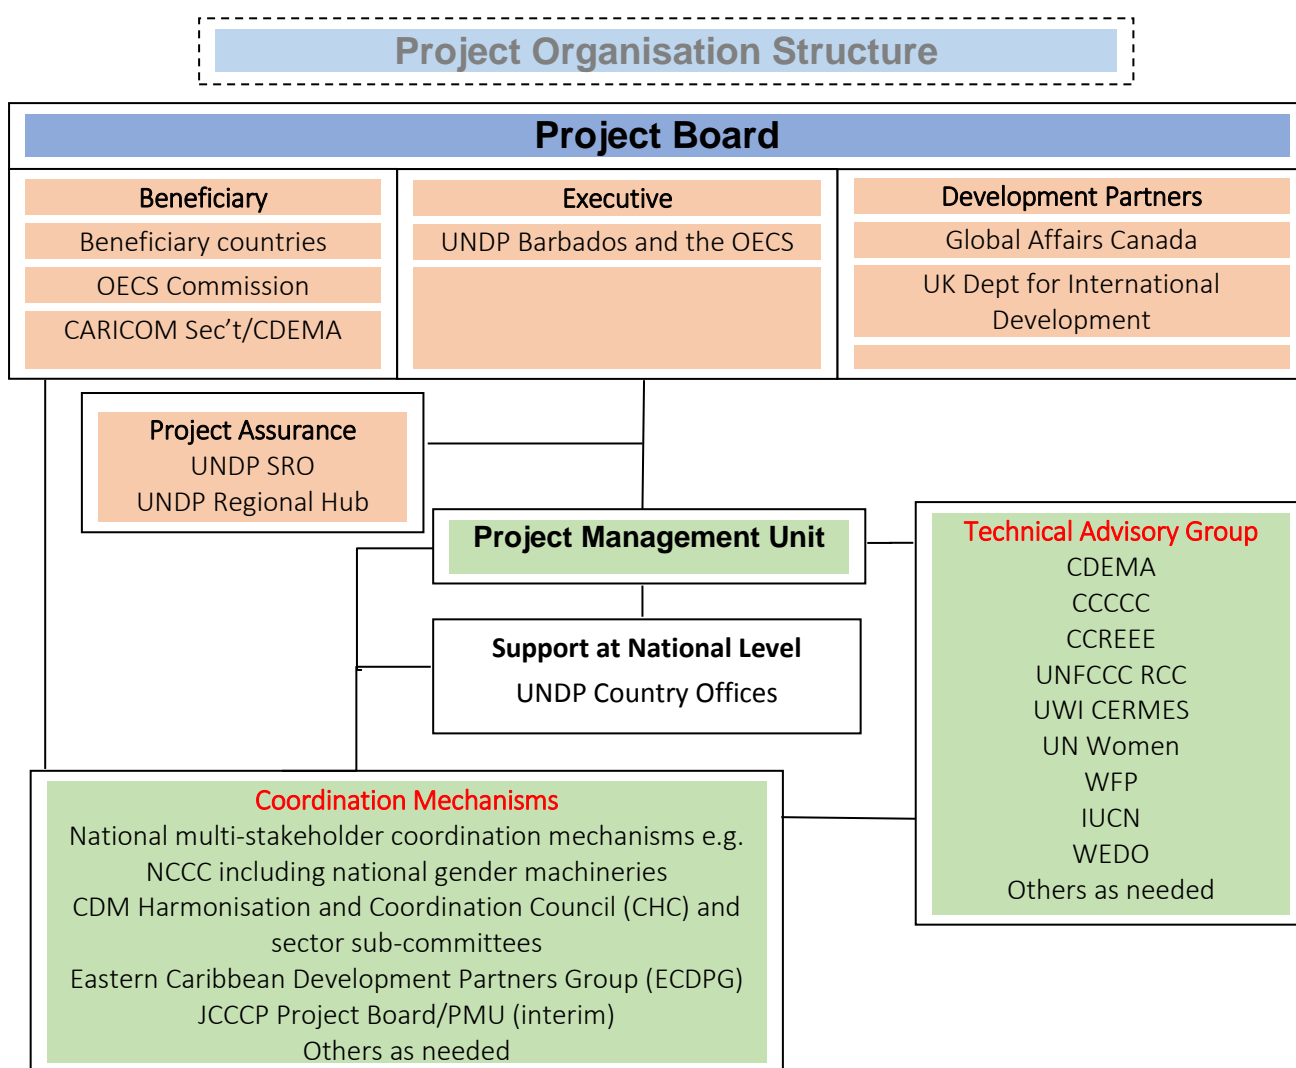 Project Organisation Structure
Project Board
Beneficiary
Beneficiary countries
OECS Commission
CARICOM Sec’t/CDEMA
Executive
UNDP Barbados and the OECS
Development Partners
Global Affairs Canada
UK Dept for International
Development
Project Assurance
UNDP SRO
UNDP Regional Hub
Project Management Unit
Technical Advisory Group
CDEMA
CCCCC
CCREEE
UNFCCC RCC
UWI CERMES
UN Women
WFP
IUCN
WEDO
Others as needed
Support at National Level
UNDP Country Offices
Coordination Mechanisms
National multi-stakeholder coordination mechanisms e.g.
NCCC including national gender machineries
CDM Harmonisation and Coordination Council (CHC) and
sector sub-committees
Eastern Caribbean Development Partners Group (ECDPG)
JCCCP Project Board/PMU (interim)
Others as needed